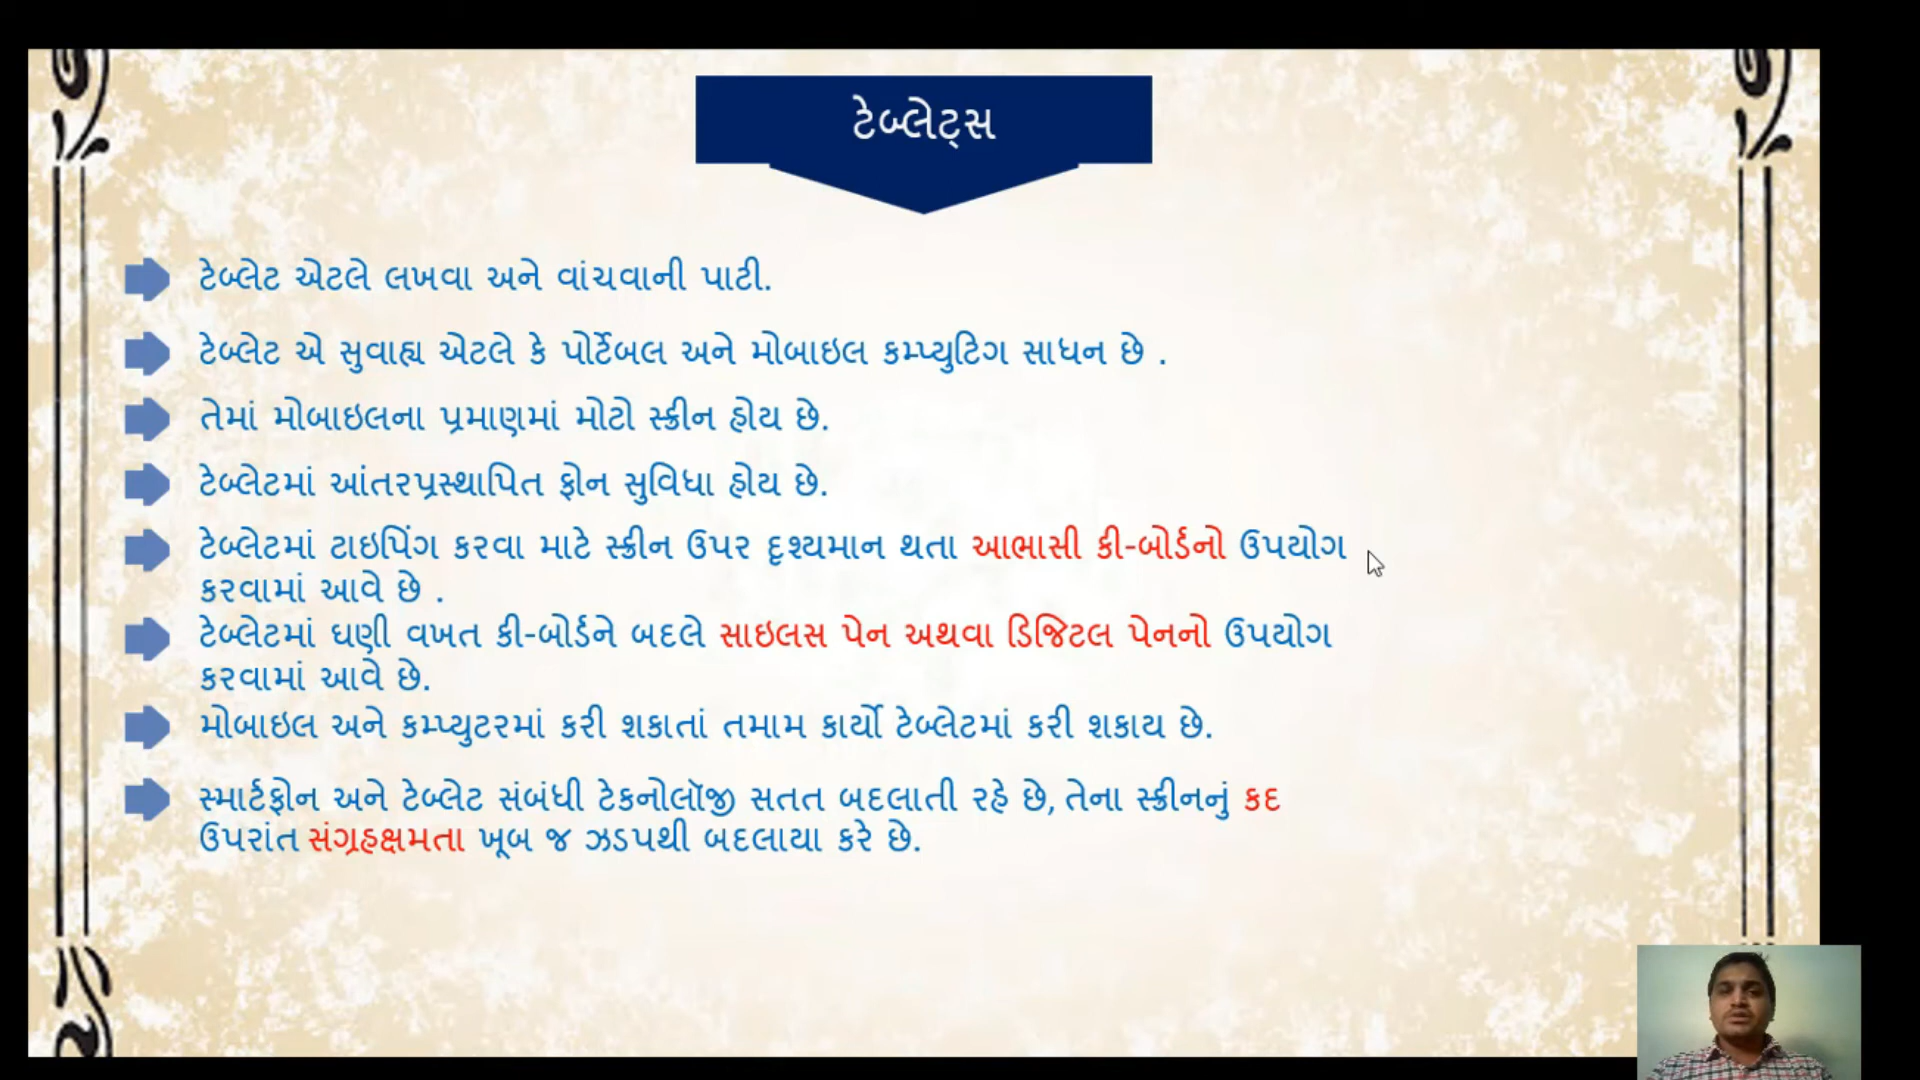 ટેબ્લેટ્સ
ટેબ્લેટ એટલે લખવા અને વાંચવાની પાટી.
ટેબ્લેટ એ સુવાહ્ય એટલે કે પોર્ટેબલ અને મોબાઇલ કમ્પ્યુટિગ સાધન છે .
તેમાં મોબાઇલના પ્રમાણમાં મોટો સ્ક્રીન હોય છે.
ટેબ્લેટમાં આંતરપ્રસ્થાપિત ફોન સુવિધા હોય છે.
ટેબ્લેટમાં ટાઇપિંગ કરવા માટે સ્ક્રીન ઉપર દૃશ્યમાન થતા આભાસી કી-બોર્ડનો ઉપયોગ
કરવામાં આવે છે .
ટેબ્લેટમાં ઘણી વખત કી-બોર્ડને બદલે સાઇલસ પેન અથવા ડિજિટલ પેનનો ઉપયોગ
કરવામાં આવે છે.
મોબાઇલ અને કમ્પ્યુટરમાં કરી શકાતાં તમામ કાર્યો ટેબ્લેટમાં કરી શકાય છે.
સ્માર્ટફોન અને ટેબ્લેટ સંબંધી ટેકનોલૉજી સતત બદલાતી રહે છે, તેના સ્ક્રીનનું કદ
ઉપરાંત સંગ્રહક્ષમતા ખૂબ જ ઝડપથી બદલાયા કરે છે.